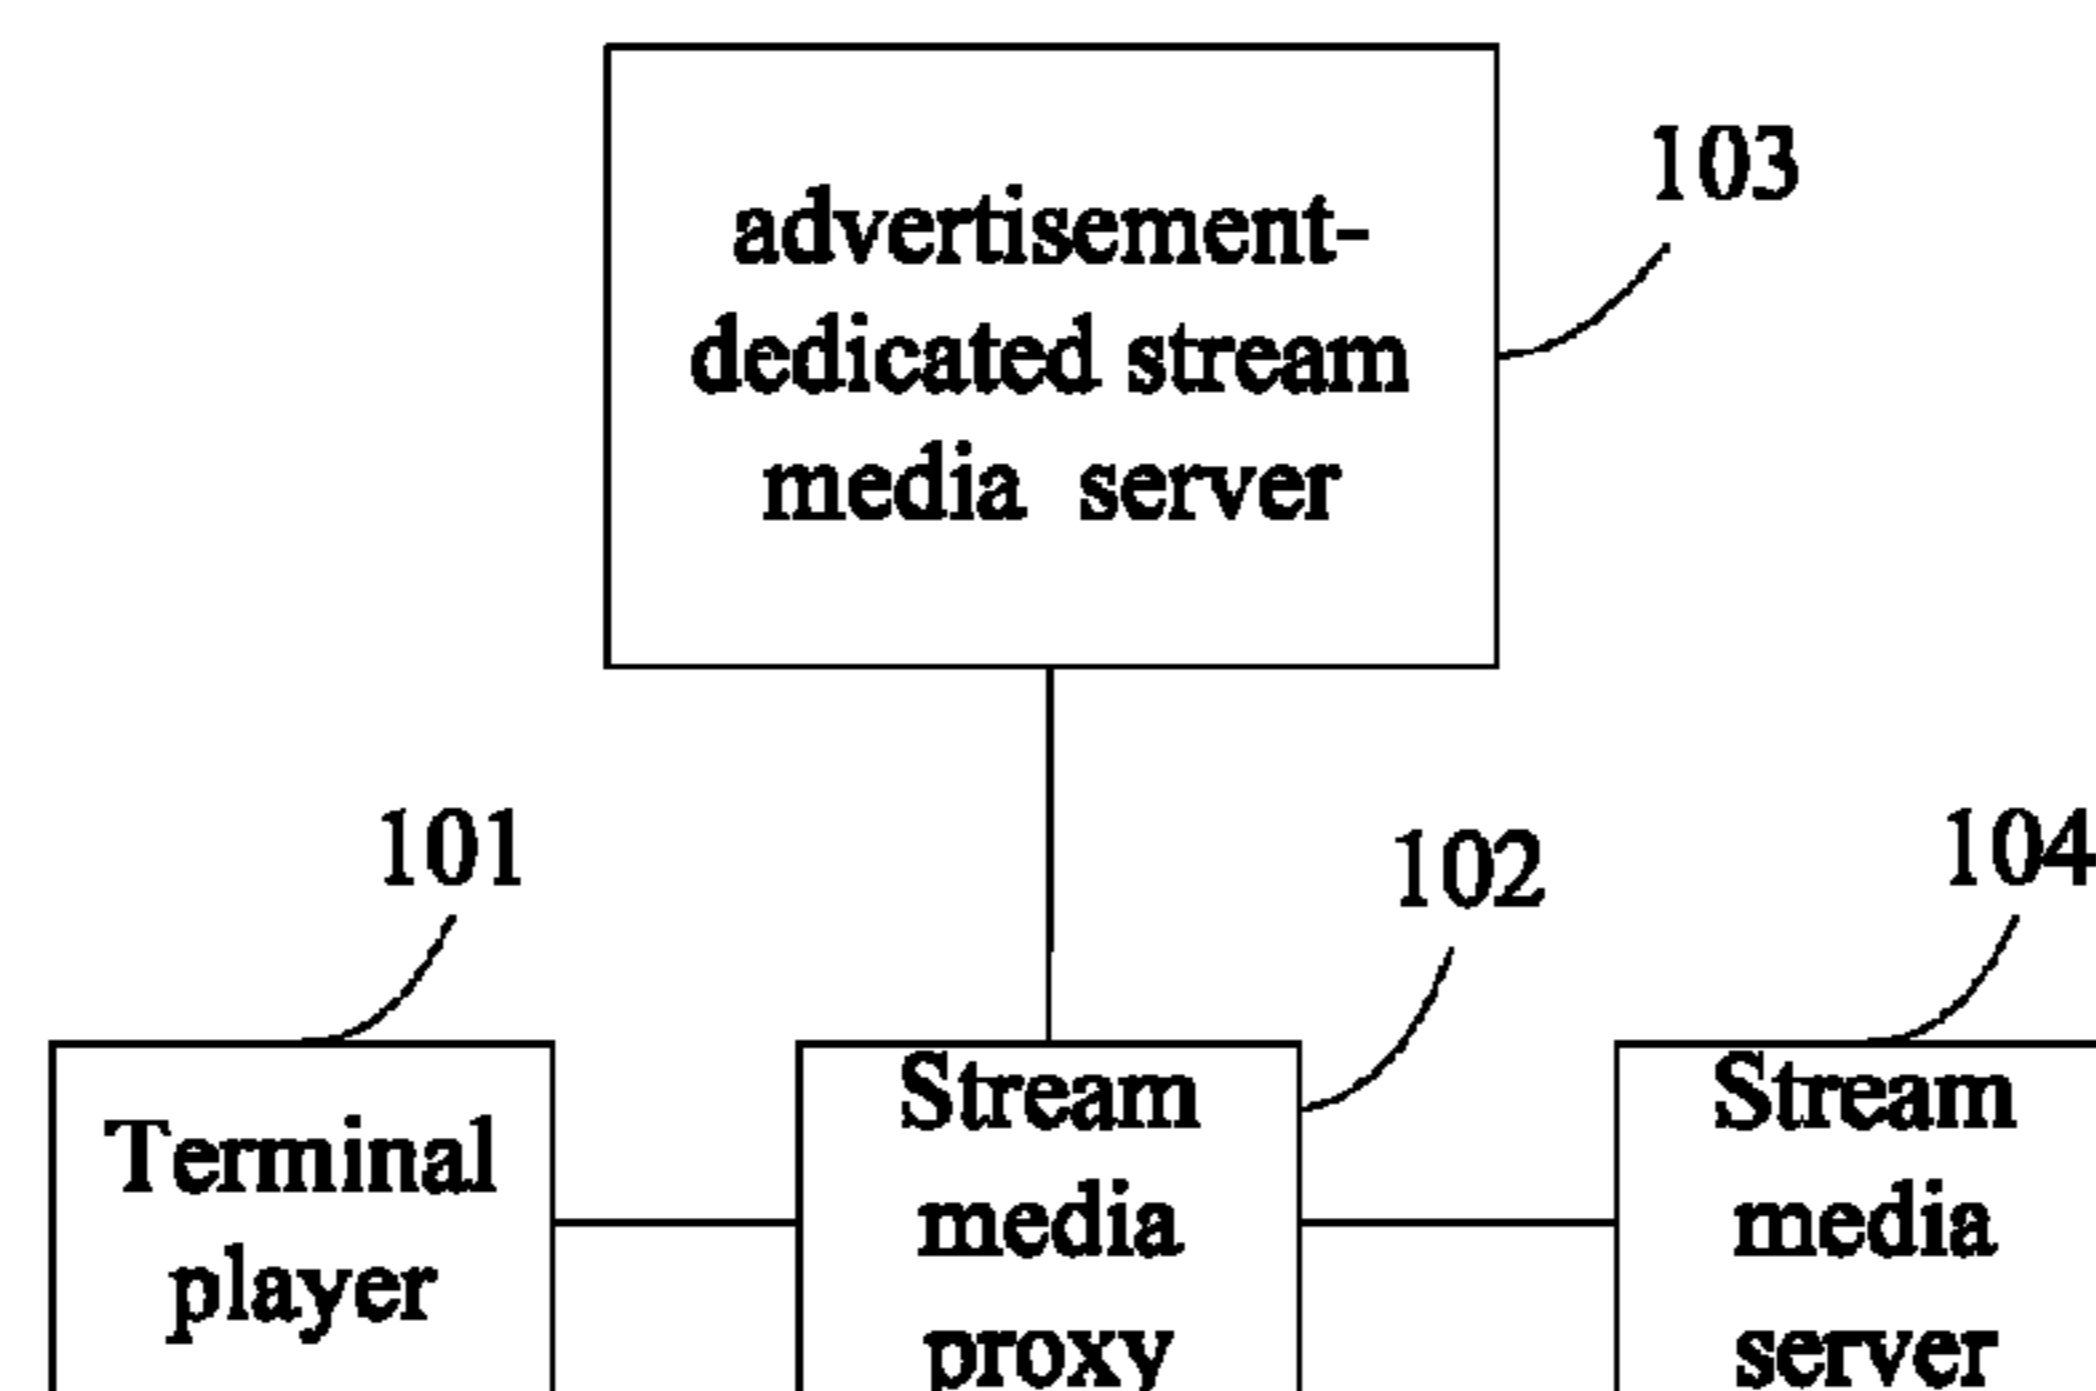 103
advertisement-
dedicated stream
media server
101
102
104
Terminal
player
Stream
media
proxy
Stream
media
server